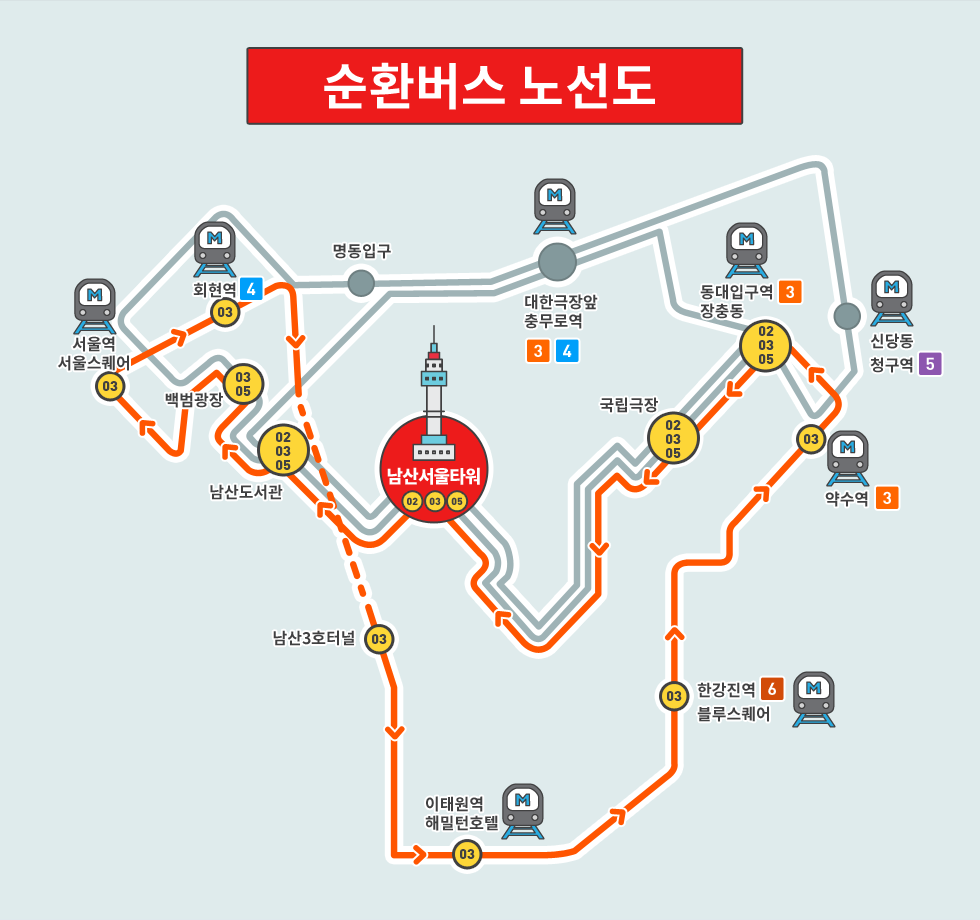 순환버스 노선도
M
M
회현역 4
03
명동입구
M
대한극장앞
충무로역
3 4
M
동대입구역 3
장충동
02
03
05
M
신당동
청구역 5
M
서울역
서울스퀘어
03
백범광장
03
05
02
03
05
남산도서관
남산서울타워
02 03 05
국립극장
02
03
05
03
M
약수역 3
남산3호터널
03
03
한강진역 6
블루스퀘어
M
이태원역
해밀턴호텔
M
03